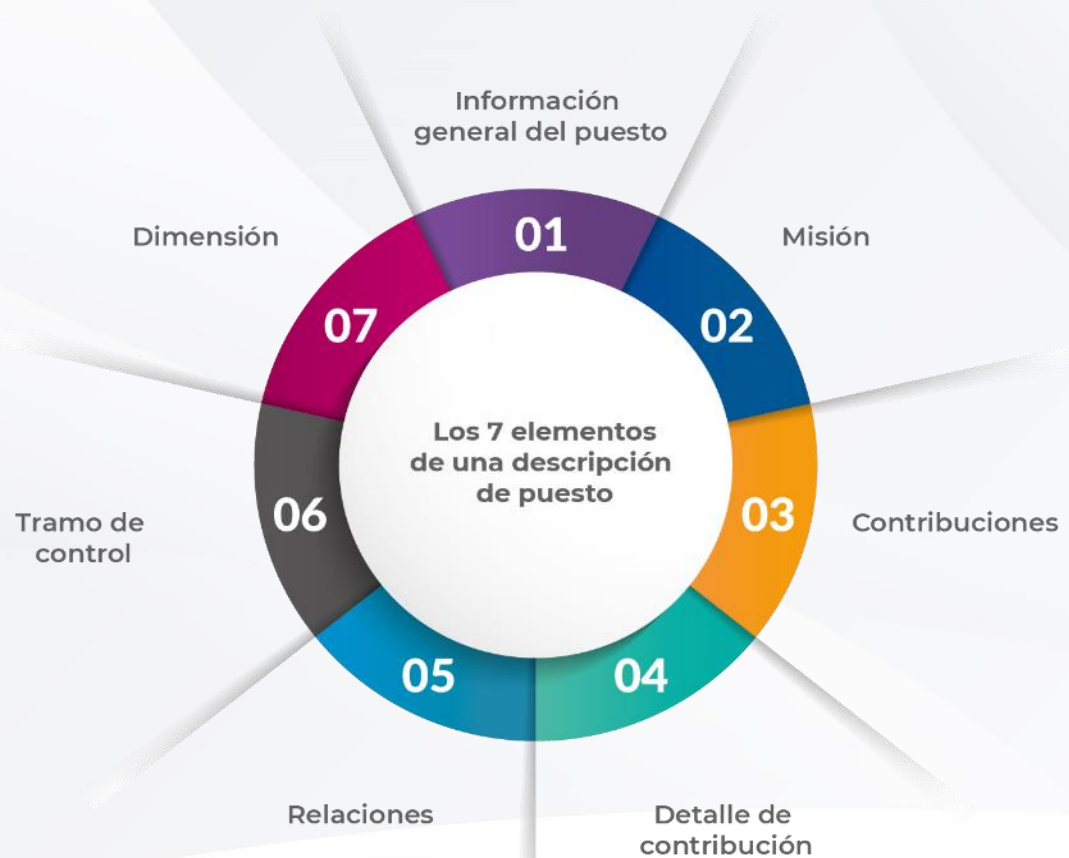 Información
general del puesto
01
Misión
02
Contribuciones
03
Detalle de
contribución
04
Relaciones
05
Tramo de
control
06
Dimensión
07
Los 7 elementos
de una descripción
de puesto